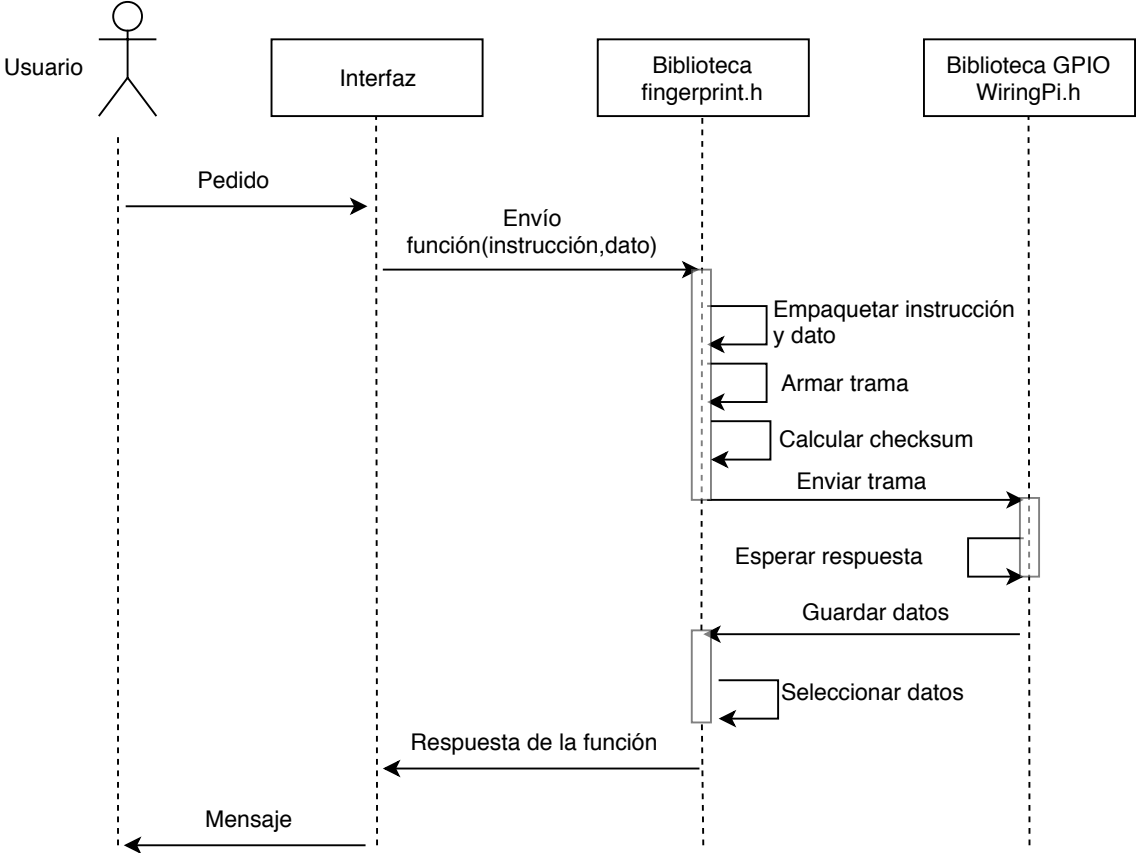 Usuario
Interfaz
Biblioteca
fingerprint.h
Biblioteca GPIO
WiringPi.h
Pedido
Envío
función(instrucción,dato)
Empaquetar instrucción
y dato
Armar trama
Calcular checksum
Enviar trama
Esperar respuesta
Guardar datos
Seleccionar datos
Respuesta de la función
Mensaje